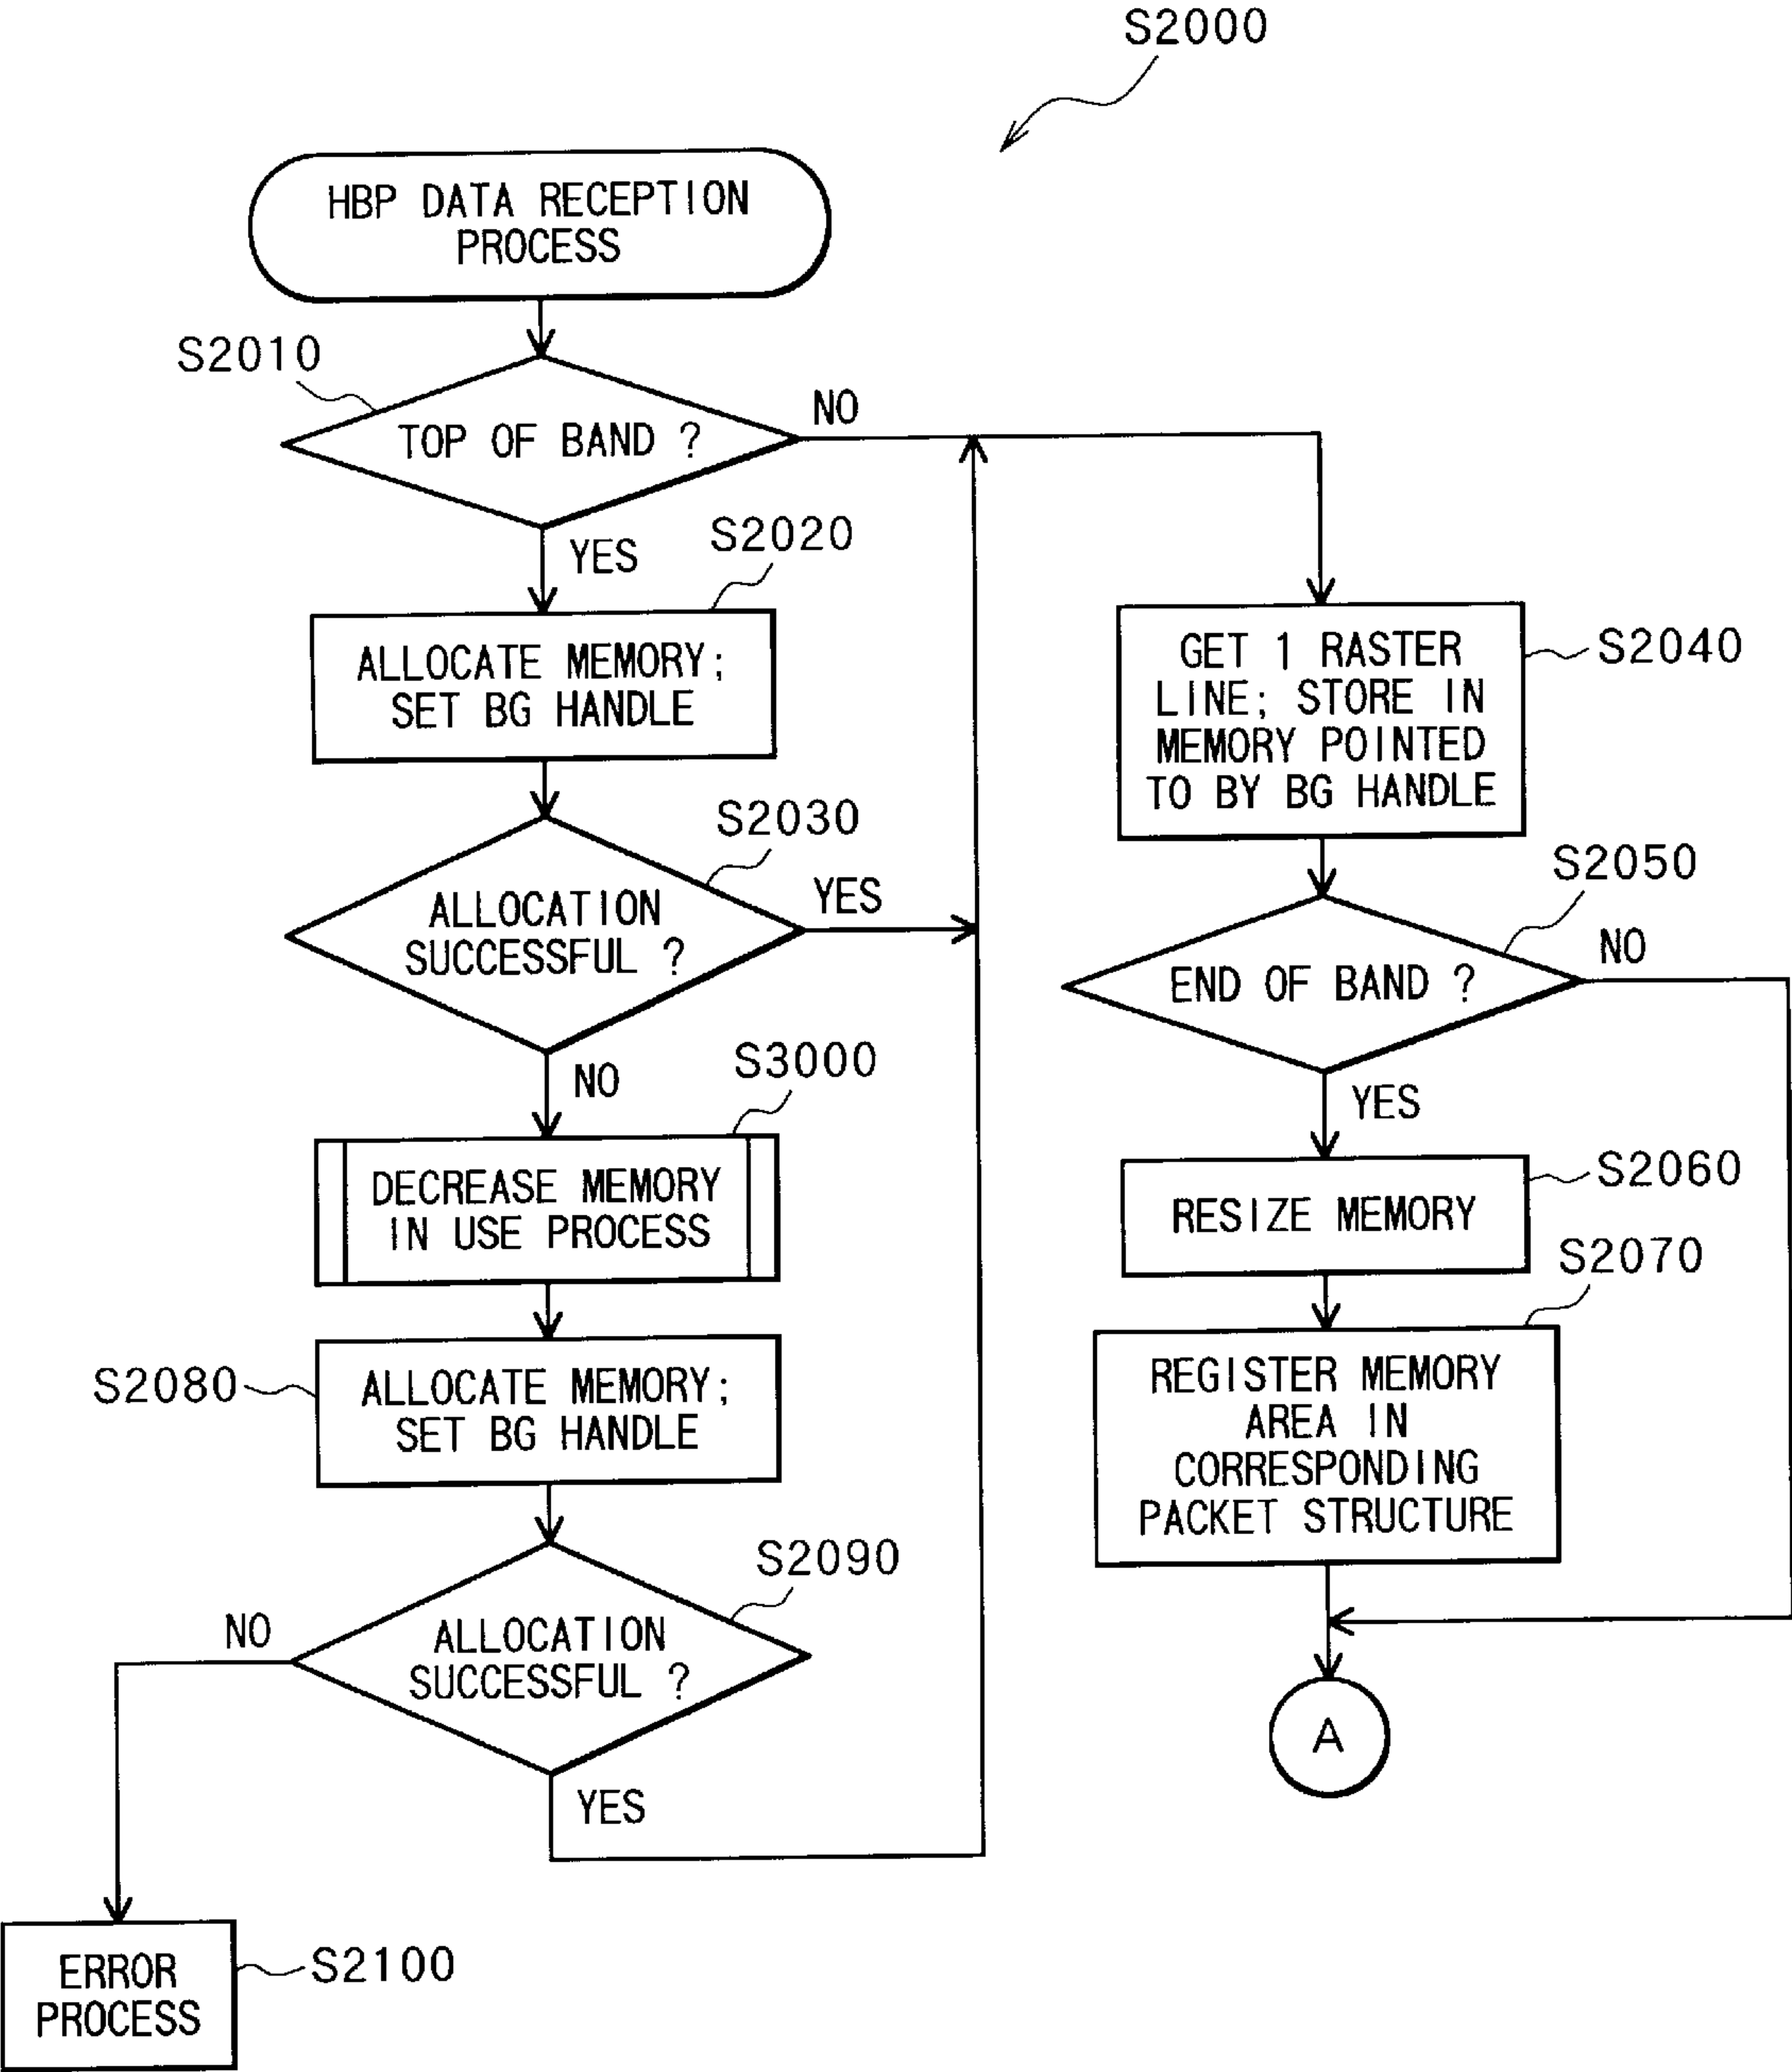 S2000
HBP DATA RECEPTION
PROCESS
S2010
TOP OF BAND ?
NO
YES
S2020
ALLOCATE MEMORY;
SET BG HANDLE
S2030
ALLOCATION
SUCCESSFUL ?
YES
NO
S3000
DECREASE MEMORY
IN USE PROCESS
S2080
ALLOCATE MEMORY;
SET BG HANDLE
S2090
ALLOCATION
SUCCESSFUL ?
NO
YES
ERROR
PROCESS
S2100
GET 1 RASTER
LINE; STORE IN
MEMORY POINTED
TO BY BG HANDLE
S2040
S2050
END OF BAND ?
NO
YES
S2060
RESIZE MEMORY
S2070
REGISTER MEMORY
AREA IN
CORRESPONDING
PACKET STRUCTURE
A